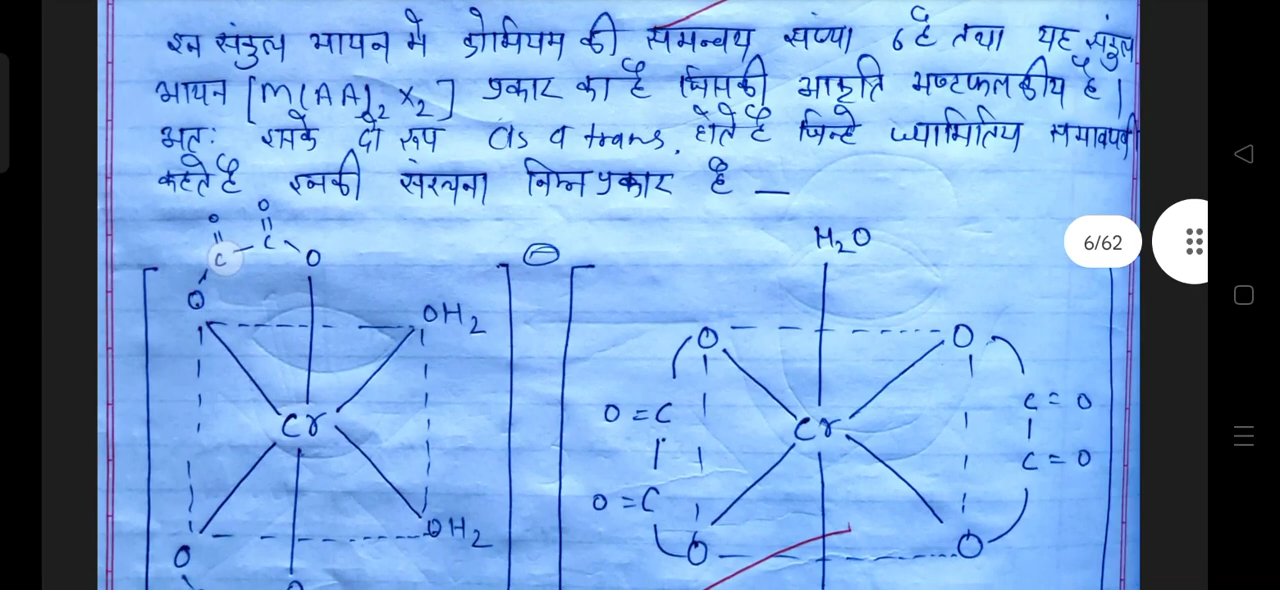 इस संकुल आयन में क्रोमियम की समन्वय संख्या 6 है तथा यह संकुल
आयन [M(AA)2 X2] प्रकार का है जिसकी आकृति अष्टफलकीय है।
अतः इसके दो रूप Cis व trans, होते है जिन्हे ज्यामितिय समावयवी
कहते है इनकी संरचना निम्न प्रकार है —
O O
C C O
O
OH2
Cr
O
OH2
O
⊖
H2O
O O
O = C
C = O
Cr
O = C
C = O
O O
6/62